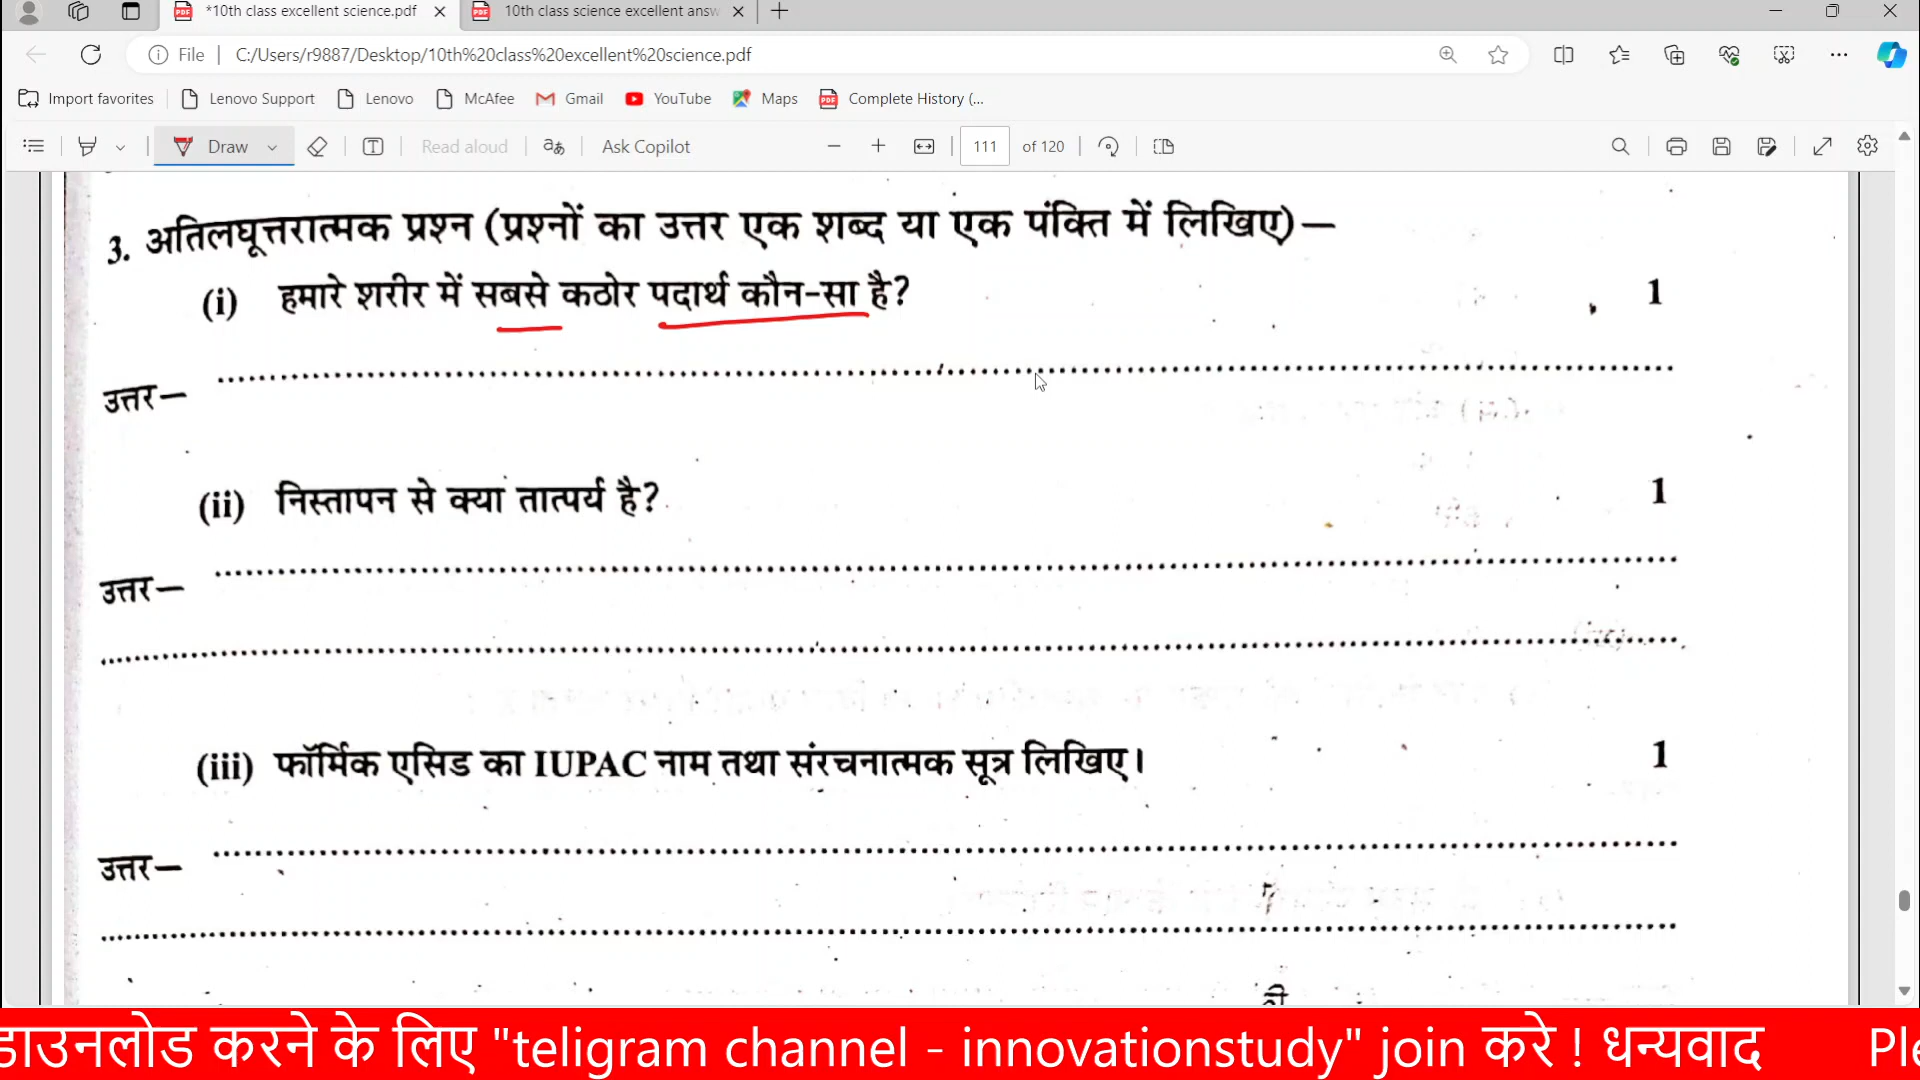 *10th class excellent science.pdf
10th class science excellent answ
File
C:/Users/r9887/Desktop/10th%20class%20excellent%20science.pdf
Import favorites
Lenovo Support
Lenovo
McAfee
Gmail
YouTube
Maps
Complete History (...
Draw
Read aloud
Ask Copilot
111
of 120
3. अतिलघूत्तरात्मक प्रश्न (प्रश्नों का उत्तर एक शब्द या एक पंक्ति में लिखिए)—
(i) हमारे शरीर में सबसे कठोर पदार्थ कौन-सा है? 1
उत्तर—
(ii) निस्तापन से क्या तात्पर्य है? 1
उत्तर—
(iii) फॉर्मिक एसिड का IUPAC नाम तथा संरचनात्मक सूत्र लिखिए। 1
उत्तर—
डाउनलोड करने के लिए "teligram channel - innovationstudy" join करे ! धन्यवाद